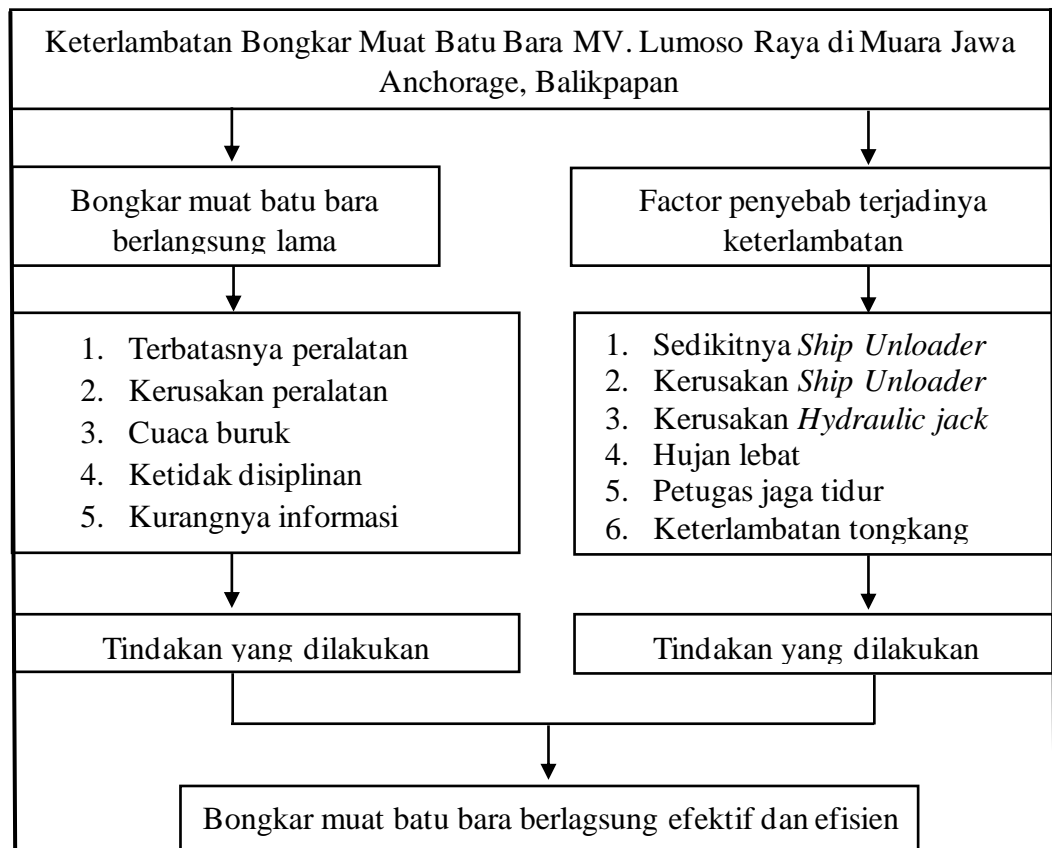 Keterlambatan Bongkar Muat Batu Bara MV. Lumoso Raya di Muara Jawa
Anchorage, Balikpapan
Bongkar muat batu bara
berlangsung lama
Factor penyebab terjadinya
keterlambatan
1. Terbatasnya peralatan
2. Kerusakan peralatan
3. Cuaca buruk
4. Ketidak disiplinan
5. Kurangnya informasi
1. Sedikitnya Ship Unloader
2. Kerusakan Ship Unloader
3. Kerusakan Hydraulic jack
4. Hujan lebat
5. Petugas jaga tidur
6. Keterlambatan tongkang
Tindakan yang dilakukan
Tindakan yang dilakukan
Bongkar muat batu bara berlagsung efektif dan efisien